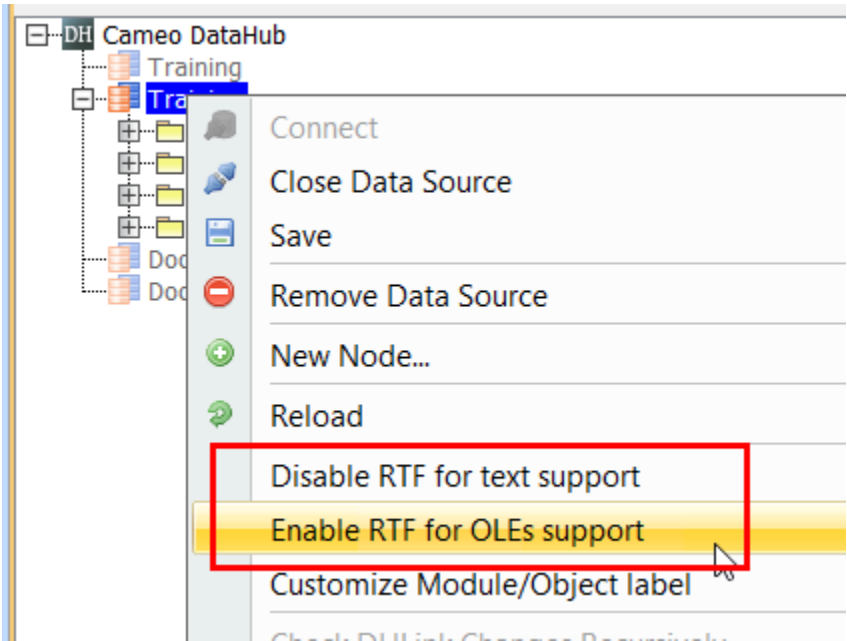 DH Cameo DataHub
Training
Connect
Close Data Source
Save
Remove Data Source
New Node...
Reload
Disable RTF for text support
Enable RTF for OLEs support
Customize Module/Object label